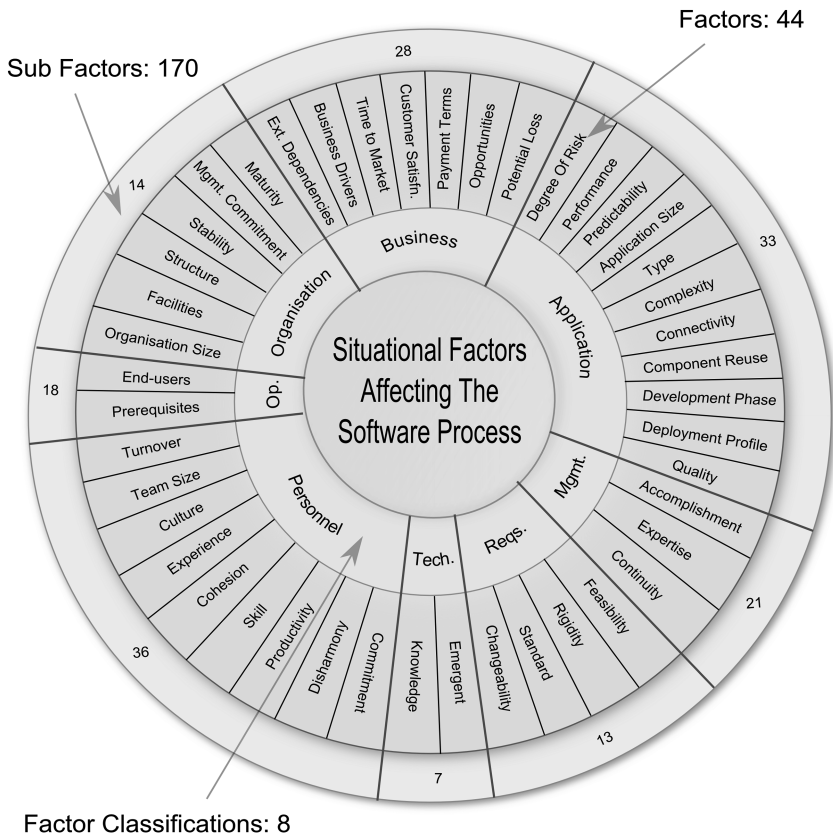 Factors: 44
Sub Factors: 170
28
Ext. Dependencies
Business Drivers
Time to Market
Customer Satisfn.
Payment Terms
Opportunities
Potential Loss
Business
33
Degree Of Risk
Performance
Predictability
Application Size
Type
Complexity
Connectivity
Component Reuse
Development Phase
Deployment Profile
Quality
Application
21
Accomplishment
Expertise
Continuity
Mgmt.
13
Feasibility
Rigidity
Standard
Changeability
Reqs.
7
Emergent
Knowledge
Tech.
36
Commitment
Disharmony
Productivity
Skill
Cohesion
Experience
Culture
Team Size
Turnover
Personnel
18
Prerequisites
End-users
Op.
14
Organisation Size
Facilities
Structure
Stability
Mgmt. Commitment
Maturity
Organisation
Situational Factors
Affecting The
Software Process
Factor Classifications: 8